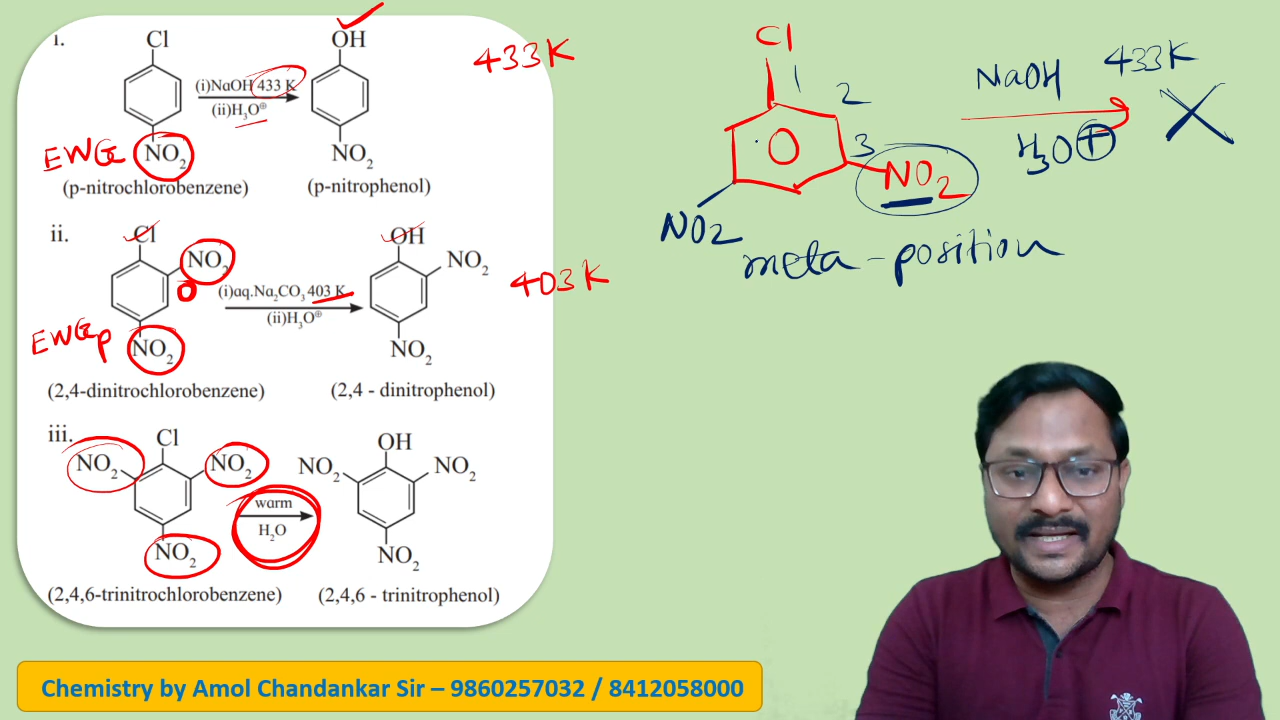 i.
Cl
OH
(i)NaOH 433 K
(ii)H₃O⊕
EWG
NO₂
NO₂
(p-nitrochlorobenzene)
(p-nitrophenol)
433K
ii.
Cl
NO₂
OH
NO₂
o
(i)aq.Na₂CO₃ 403 K
(ii)H₂O⊕
403K
EWG
p
NO₂
NO₂
(2,4-dinitrochlorobenzene)
(2,4 - dinitrophenol)
iii.
Cl
NO₂
NO₂
warm
H₂O
NO₂
OH
NO₂
NO₂
NO₂
(2,4,6-trinitrochlorobenzene)
(2,4,6 - trinitrophenol)
Cl
1
2
3
NO2
NO2
NaOH 433K
H3O+
meta-position
Chemistry by Amol Chandankar Sir – 9860257032 / 8412058000